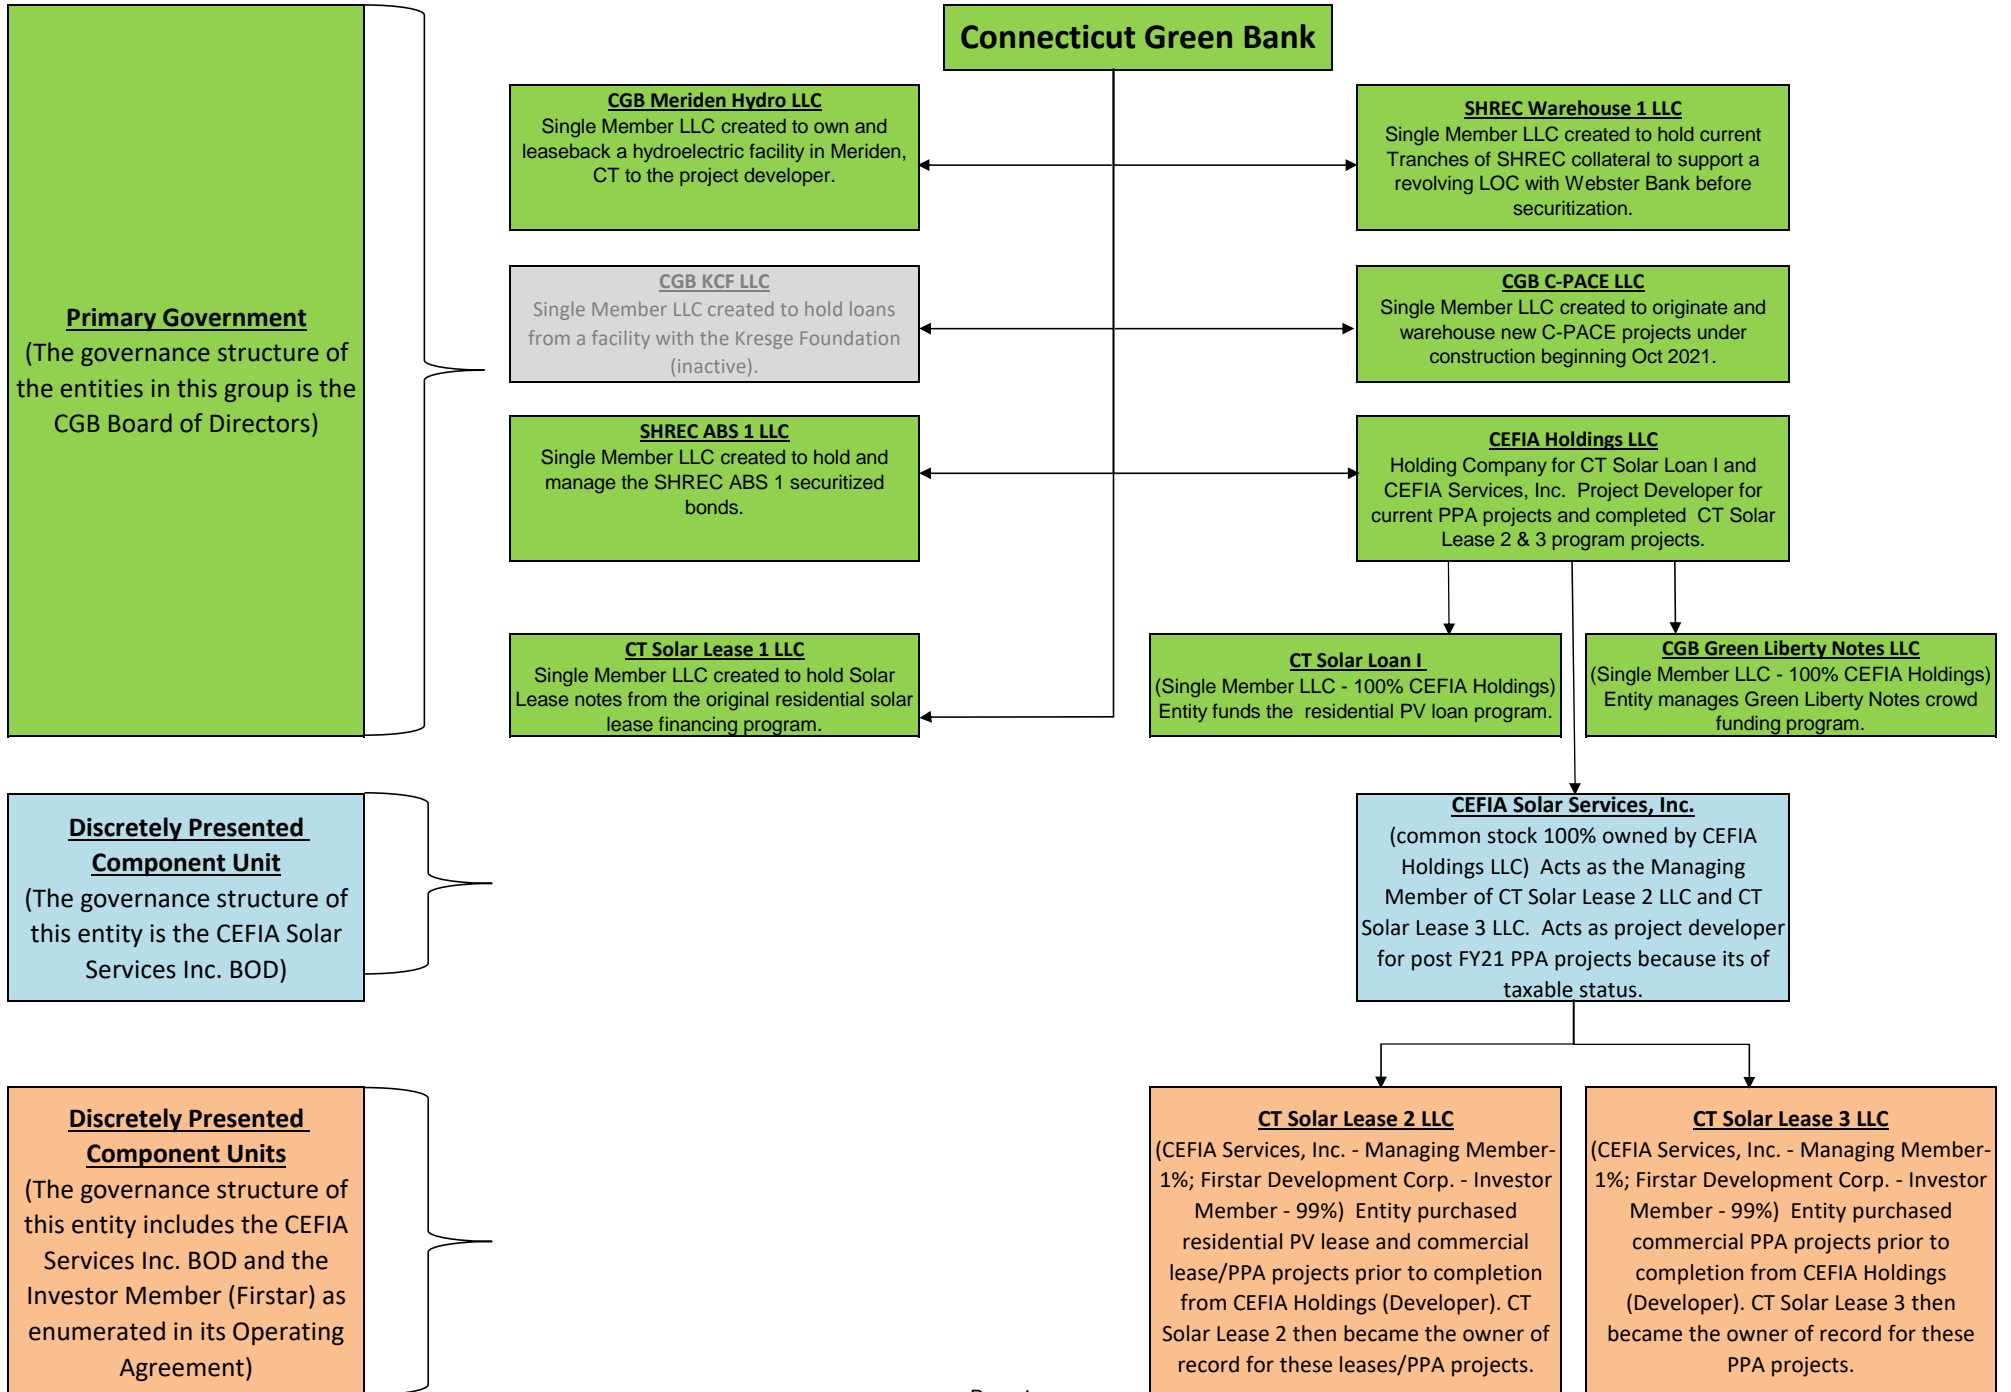 Connecticut Green Bank
Primary Government
(The governance structure of
the entities in this group is the
CGB Board of Directors)
CGB Meriden Hydro LLC
Single Member LLC created to own and
leaseback a hydroelectric facility in Meriden,
CT to the project developer.
SHREC Warehouse 1 LLC
Single Member LLC created to hold current
Tranches of SHREC collateral to support a
revolving LOC with Webster Bank before
securitization.
CGB KCF LLC
Single Member LLC created to hold loans
from a facility with the Kresge Foundation
(inactive).
CGB C-PACE LLC
Single Member LLC created to originate and
warehouse new C-PACE projects under
construction beginning Oct 2021.
SHREC ABS 1 LLC
Single Member LLC created to hold and
manage the SHREC ABS 1 securitized
bonds.
CEFIA Holdings LLC
Holding Company for CT Solar Loan I and
CEFIA Services, Inc.  Project Developer for
current PPA projects and completed  CT Solar
Lease 2 & 3 program projects.
CT Solar Lease 1 LLC
Single Member LLC created to hold Solar
Lease notes from the original residential solar
lease financing program.
CT Solar Loan I
(Single Member LLC - 100% CEFIA Holdings)
Entity funds the  residential PV loan program.
CGB Green Liberty Notes LLC
(Single Member LLC - 100% CEFIA Holdings)
Entity manages Green Liberty Notes crowd
funding program.
Discretely Presented
Component Unit
(The governance structure of
this entity is the CEFIA Solar
Services Inc. BOD)
CEFIA Solar Services, Inc.
(common stock 100% owned by CEFIA
Holdings LLC)  Acts as the Managing
Member of CT Solar Lease 2 LLC and CT
Solar Lease 3 LLC.  Acts as project developer
for post FY21 PPA projects because its of
taxable status.
Discretely Presented
Component Units
(The governance structure of
this entity includes the CEFIA
Services Inc. BOD and the
Investor Member (Firstar) as
enumerated in its Operating
Agreement)
CT Solar Lease 2 LLC
(CEFIA Services, Inc. - Managing Member-
1%; Firstar Development Corp. - Investor
Member - 99%)  Entity purchased
residential PV lease and commercial
lease/PPA projects prior to completion
from CEFIA Holdings (Developer). CT
Solar Lease 2 then became the owner of
record for these leases/PPA projects.
CT Solar Lease 3 LLC
(CEFIA Services, Inc. - Managing Member-
1%; Firstar Development Corp. - Investor
Member - 99%)  Entity purchased
commercial PPA projects prior to
completion from CEFIA Holdings
(Developer). CT Solar Lease 3 then
became the owner of record for these
PPA projects.